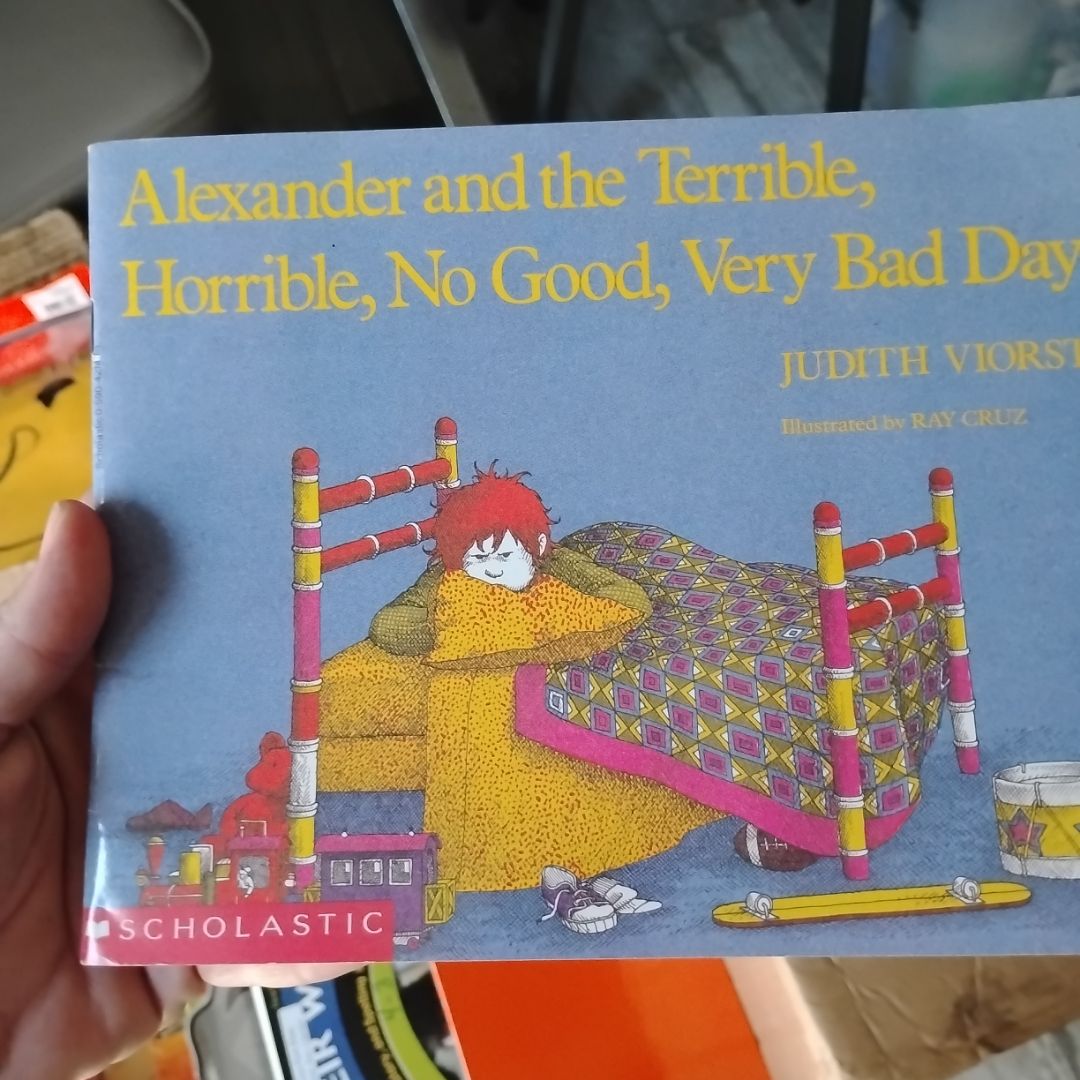 Alexander and the Terrible,
Horrible, No Good, Very Bad Day
JUDITH VIORST
Illustrated by RAY CRUZ
SCHOLASTIC